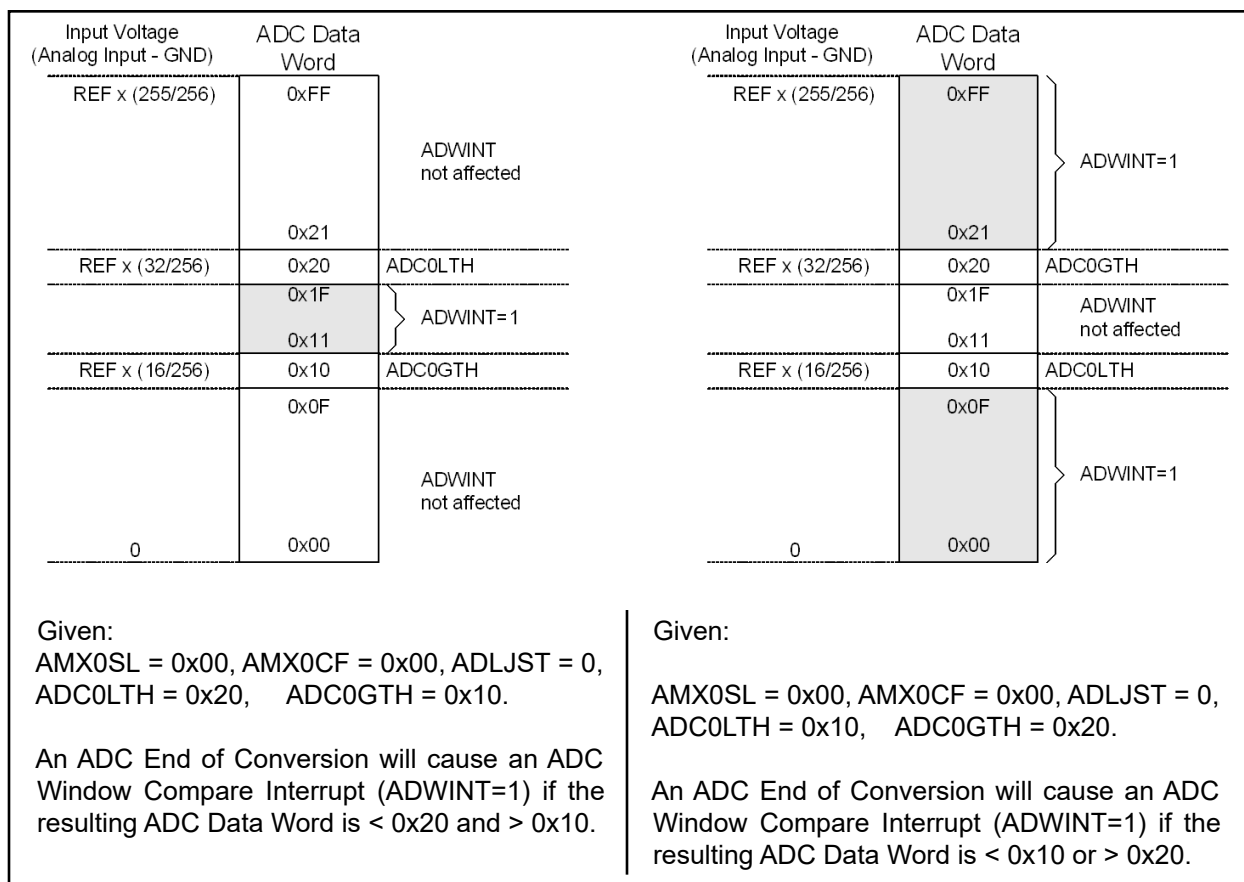 Input Voltage
(Analog Input - GND)
ADC Data
Word
REF x (255/256)
0xFF
ADWINT
not affected
0x21
REF x (32/256)
0x20
ADC0LTH
0x1F
ADWINT=1
0x11
REF x (16/256)
0x10
ADC0GTH
0x0F
ADWINT
not affected
0
0x00
Given:
AMX0SL = 0x00, AMX0CF = 0x00, ADLJST = 0,
ADC0LTH = 0x20, ADC0GTH = 0x10.
An ADC End of Conversion will cause an ADC
Window Compare Interrupt (ADWINT=1) if the
resulting ADC Data Word is < 0x20 and > 0x10.
Input Voltage
(Analog Input - GND)
ADC Data
Word
REF x (255/256)
0xFF
ADWINT=1
0x21
REF x (32/256)
0x20
ADC0GTH
0x1F
ADWINT
not affected
0x11
REF x (16/256)
0x10
ADC0LTH
0x0F
ADWINT=1
0
0x00
Given:
AMX0SL = 0x00, AMX0CF = 0x00, ADLJST = 0,
ADC0LTH = 0x10, ADC0GTH = 0x20.
An ADC End of Conversion will cause an ADC
Window Compare Interrupt (ADWINT=1) if the
resulting ADC Data Word is < 0x10 or > 0x20.